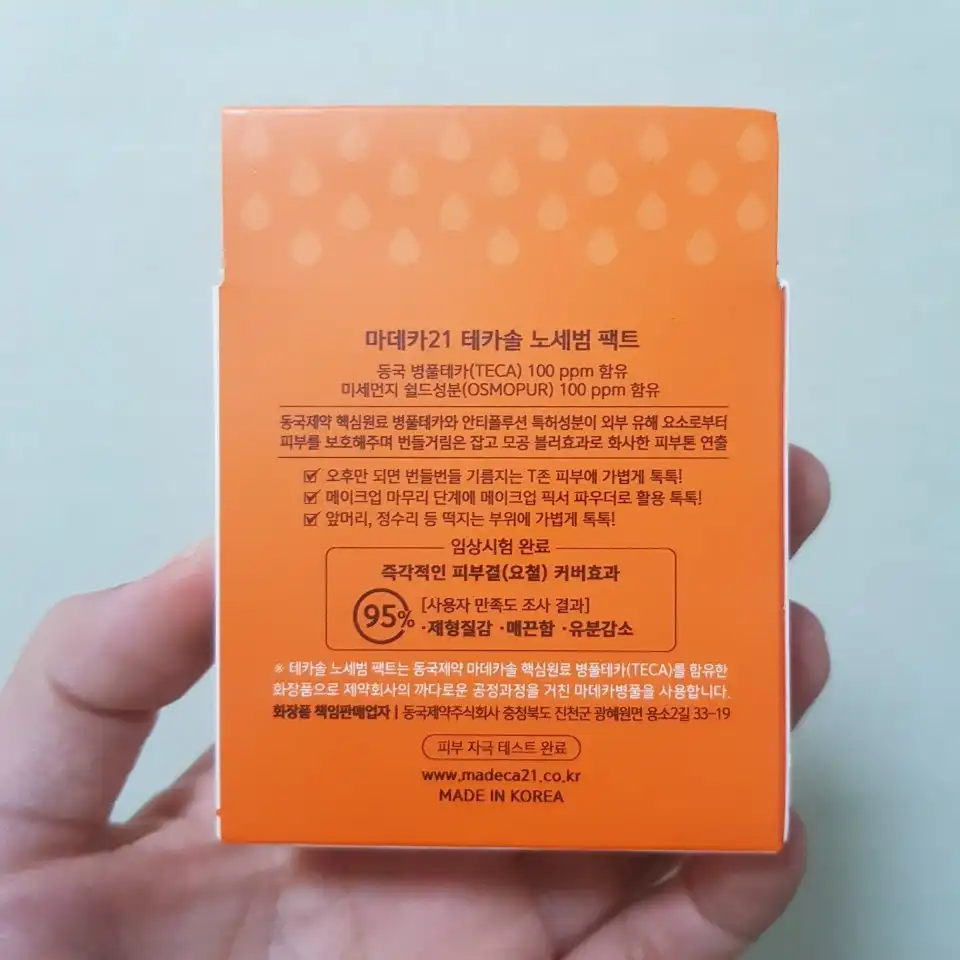 마데카21 테카솔 노세범 팩트
동국 병풀테카(TECA) 100 ppm 함유
미세먼지 쉴드성분(OSMOPUR) 100 ppm 함유
동국제약 핵심원료 병풀테카와 안티폴루션 특허성분이 외부 유해 요소로부터
피부를 보호해주며 번들거림은 잡고 모공 블러효과로 화사한 피부톤 연출
오후만 되면 번들번들 기름지는 T존 피부에 가볍게 톡톡!
메이크업 마무리 단계에 메이크업 픽서 파우더로 활용 톡톡!
앞머리, 정수리 등 떡지는 부위에 가볍게 톡톡!
임상시험 완료
즉각적인 피부결(요철) 커버효과
95% [사용자 만족도 조사 결과]
·제형질감 ·매끈함 ·유분감소
※ 테카솔 노세범 팩트는 동국제약 마데카솔 핵심원료 병풀테카(TECA)를 함유한
화장품으로 제약회사의 까다로운 공정과정을 거친 마데카병풀을 사용합니다.
화장품 책임판매업자 | 동국제약주식회사 충청북도 진천군 광혜원면 용소2길 33-19
피부 자극 테스트 완료
www.madeca21.co.kr
MADE IN KOREA